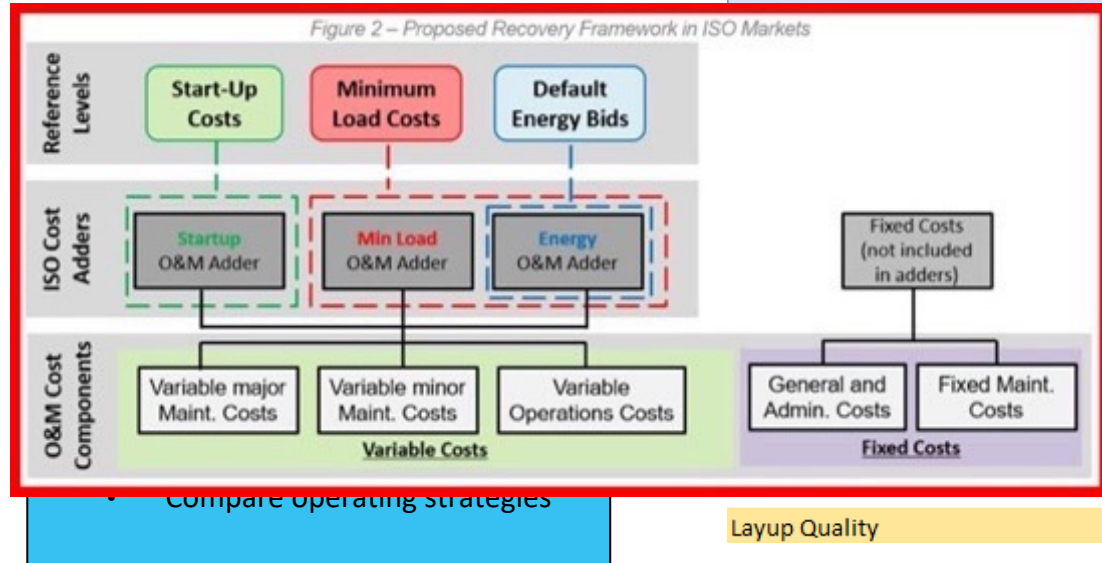 Figure 2 – Proposed Recovery Framework in ISO Markets
Reference
Levels
Start-Up
Costs
Minimum
Load Costs
Default
Energy Bids
ISO Cost
Adders
Startup
O&M Adder
Min Load
O&M Adder
Energy
O&M Adder
Fixed Costs
(not included
in adders)
O&M Cost
Components
Variable major
Maint. Costs
Variable minor
Maint. Costs
Variable
Operations Costs
General and
Admin. Costs
Fixed Maint.
Costs
Variable Costs
Fixed Costs
• Compare operating strategies
Layup Quality